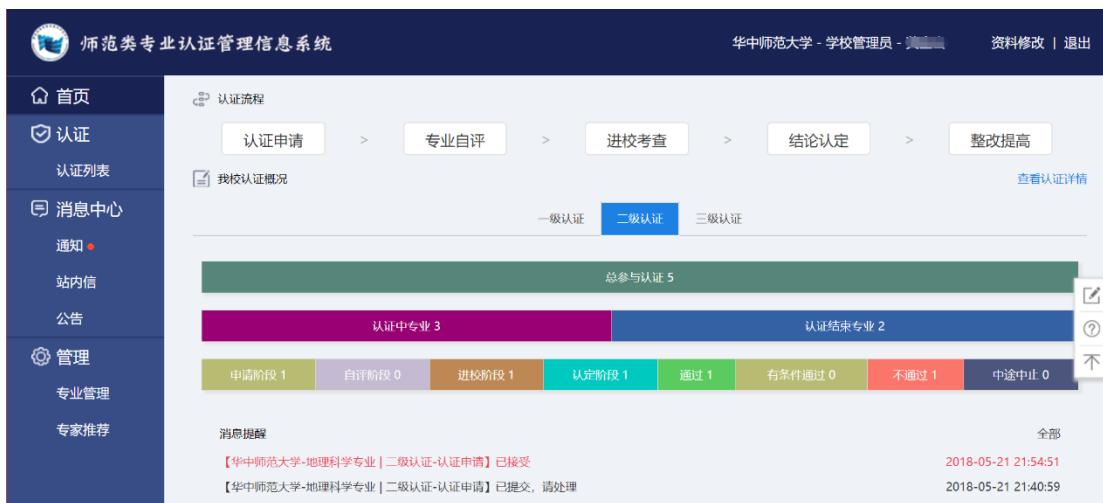 师范类专业认证管理信息系统
华中师范大学 - 学校管理员 -
资料修改 | 退出
首页
认证
认证列表
消息中心
通知
站内信
公告
管理
专业管理
专家推荐
认证流程
认证申请 > 专业自评 > 进校考查 > 结论认定 > 整改提高
我校认证概况
查看认证详情
一级认证 二级认证 三级认证
总参与认证 5
认证中专业 3 认证结束专业 2
申请阶段 1 自评阶段 0 进校阶段 1 认定阶段 1 通过 1 有条件通过 0 不通过 1 中途中止 0
消息提醒 全部
【华中师范大学-地理科学专业 | 二级认证-认证申请】已接受 2018-05-21 21:54:51
【华中师范大学-地理科学专业 | 二级认证-认证申请】已提交，请处理 2018-05-21 21:40:59